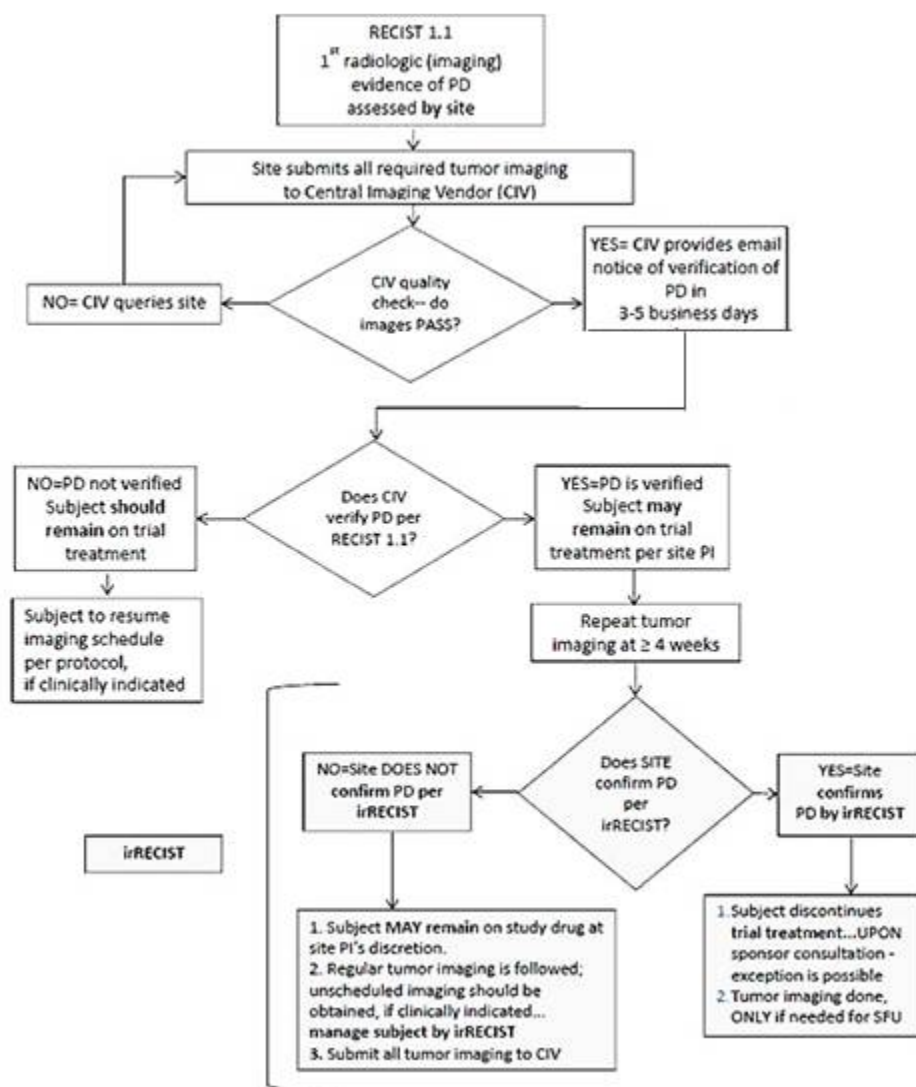 RECIST 1.1
1st radiologic (imaging)
evidence of PD
assessed by site
Site submits all required tumor imaging
to Central Imaging Vendor (CIV)
CIV quality
check-- do
images PASS?
NO= CIV queries site
YES= CIV provides email
notice of verification of
PD in
3-5 business days
Does CIV
verify PD per
RECIST 1.1?
NO=PD not verified
Subject should
remain on trial
treatment
Subject to resume
imaging schedule
per protocol,
if clinically indicated
YES=PD is verified
Subject may
remain on trial
treatment per site PI
Repeat tumor
imaging at ≥ 4 weeks
Does SITE
confirm PD
per
irRECIST?
NO=Site DOES NOT
confirm PD per
irRECIST
YES=Site
confirms
PD by irRECIST
irRECIST
1. Subject MAY remain on study drug at
site PI's discretion.
2. Regular tumor imaging is followed;
unscheduled imaging should be
obtained, if clinically indicated...
manage subject by irRECIST
3. Submit all tumor imaging to CIV
1. Subject discontinues
trial treatment...UPON
sponsor consultation -
exception is possible
2. Tumor imaging done,
ONLY if needed for SFU